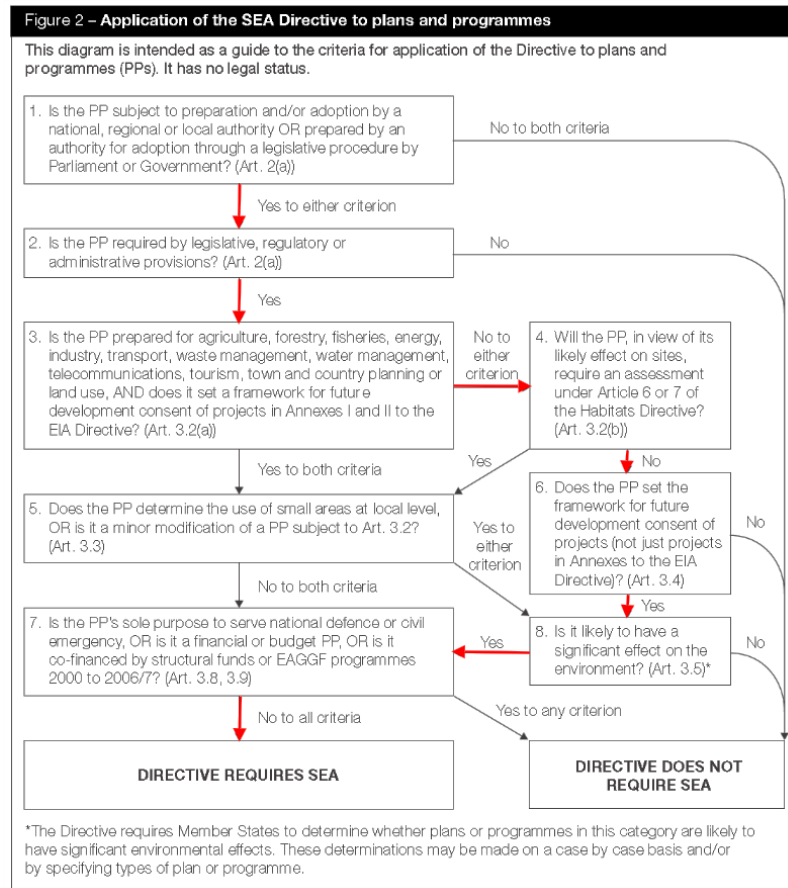 Figure 2 – Application of the SEA Directive to plans and programmes
This diagram is intended as a guide to the criteria for application of the Directive to plans and
programmes (PPs). It has no legal status.
1. Is the PP subject to preparation and/or adoption by a
national, regional or local authority OR prepared by an
authority for adoption through a legislative procedure by
Parliament or Government? (Art. 2(a))
No to both criteria
Yes to either criterion
2. Is the PP required by legislative, regulatory or
administrative provisions? (Art. 2(a))
No
Yes
3. Is the PP prepared for agriculture, forestry, fisheries, energy,
industry, transport, waste management, water management,
telecommunications, tourism, town and country planning or
land use, AND does it set a framework for future
development consent of projects in Annexes I and II to the
EIA Directive? (Art. 3.2(a))
No to
either
criterion
4. Will the PP, in view of its
likely effect on sites,
require an assessment
under Article 6 or 7 of
the Habitats Directive?
(Art. 3.2(b))
Yes to both criteria
Yes
No
5. Does the PP determine the use of small areas at local level,
OR is it a minor modification of a PP subject to Art. 3.2?
(Art. 3.3)
Yes to
either
criterion
6. Does the PP set the
framework for future
development consent of
projects (not just projects
in Annexes to the EIA
Directive)? (Art. 3.4)
No
No to both criteria
Yes
7. Is the PP's sole purpose to serve national defence or civil
emergency, OR is it a financial or budget PP, OR is it
co-financed by structural funds or EAGGF programmes
2000 to 2006/7? (Art. 3.8, 3.9)
Yes
8. Is it likely to have a
significant effect on the
environment? (Art. 3.5)*
No
No to all criteria
Yes to any criterion
DIRECTIVE REQUIRES SEA
DIRECTIVE DOES NOT
REQUIRE SEA
*The Directive requires Member States to determine whether plans or programmes in this category are likely to
have significant environmental effects. These determinations may be made on a case by case basis and/or
by specifying types of plan or programme.